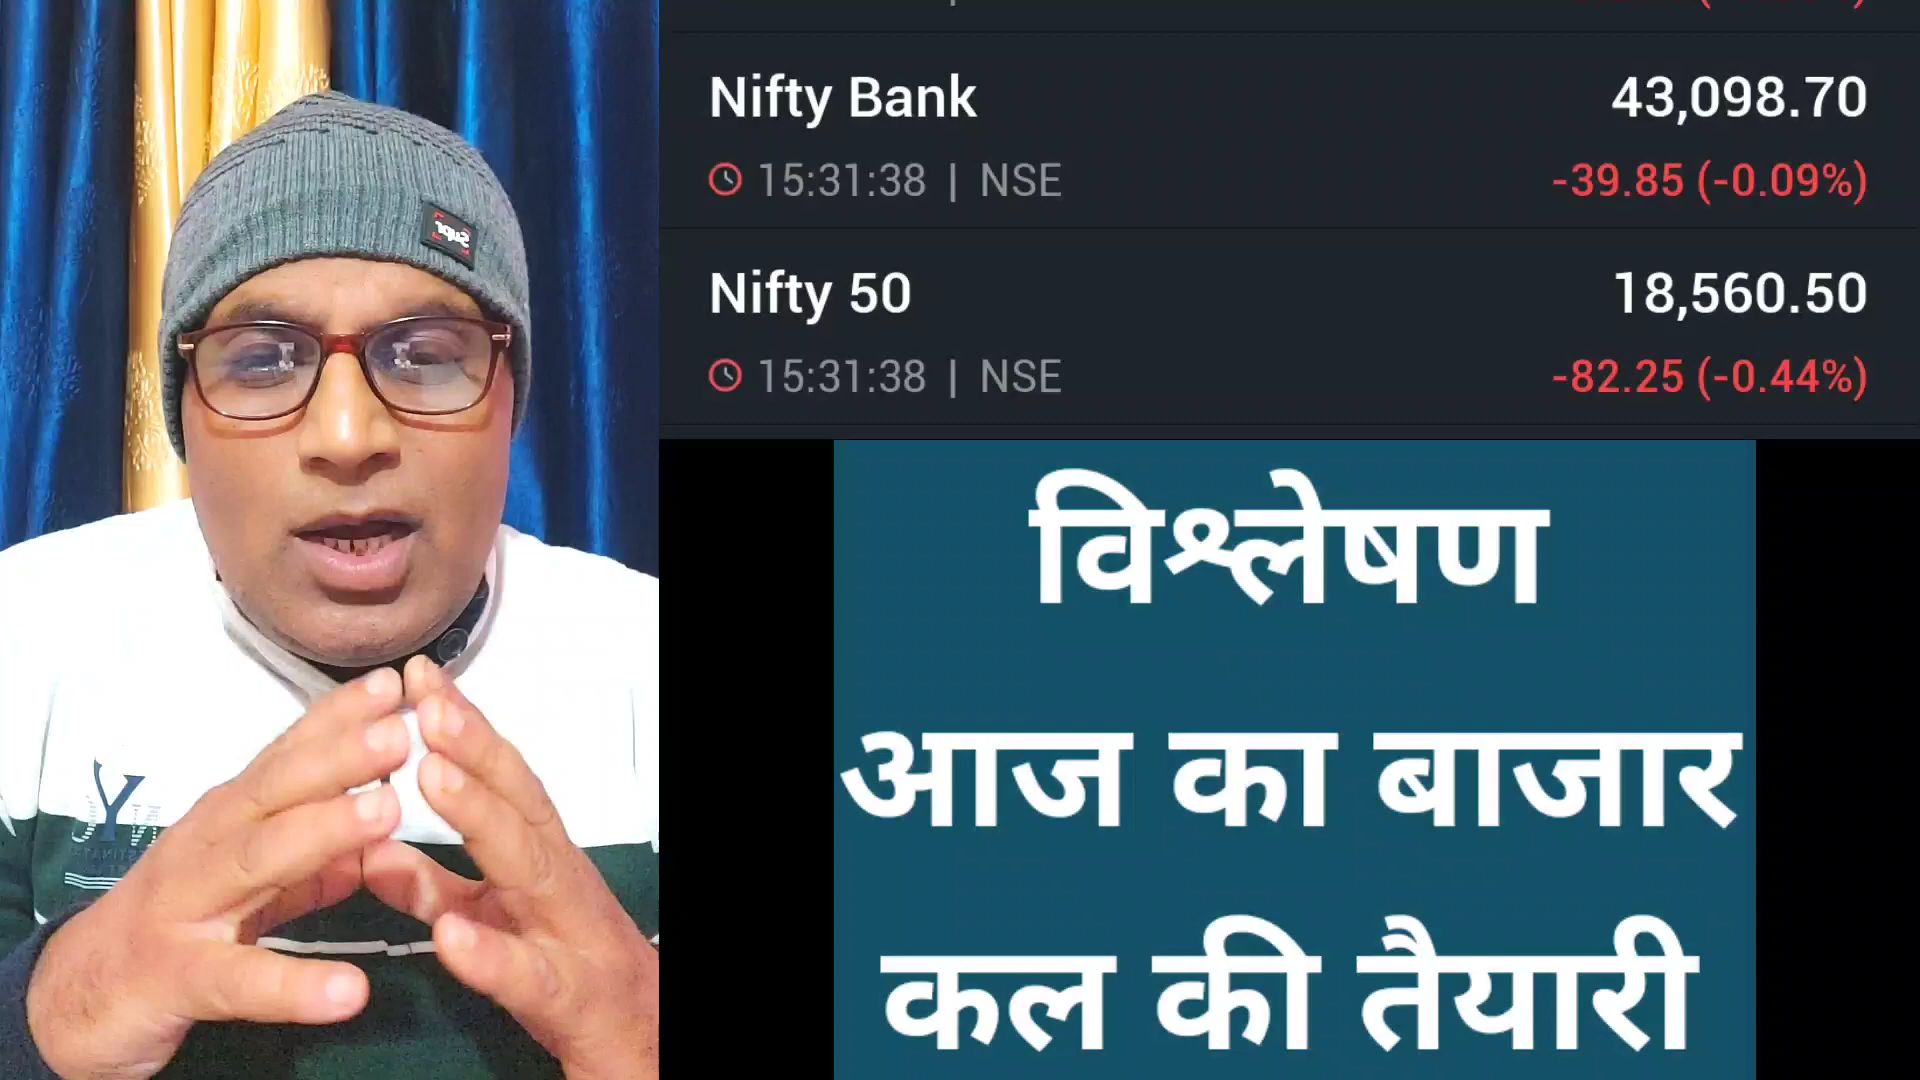 Nifty Bank 43,098.70
15:31:38 | NSE -39.85 (-0.09%)
Nifty 50 18,560.50
15:31:38 | NSE -82.25 (-0.44%)
विश्लेषण
आज का बाजार
कल की तैयारी
Supr